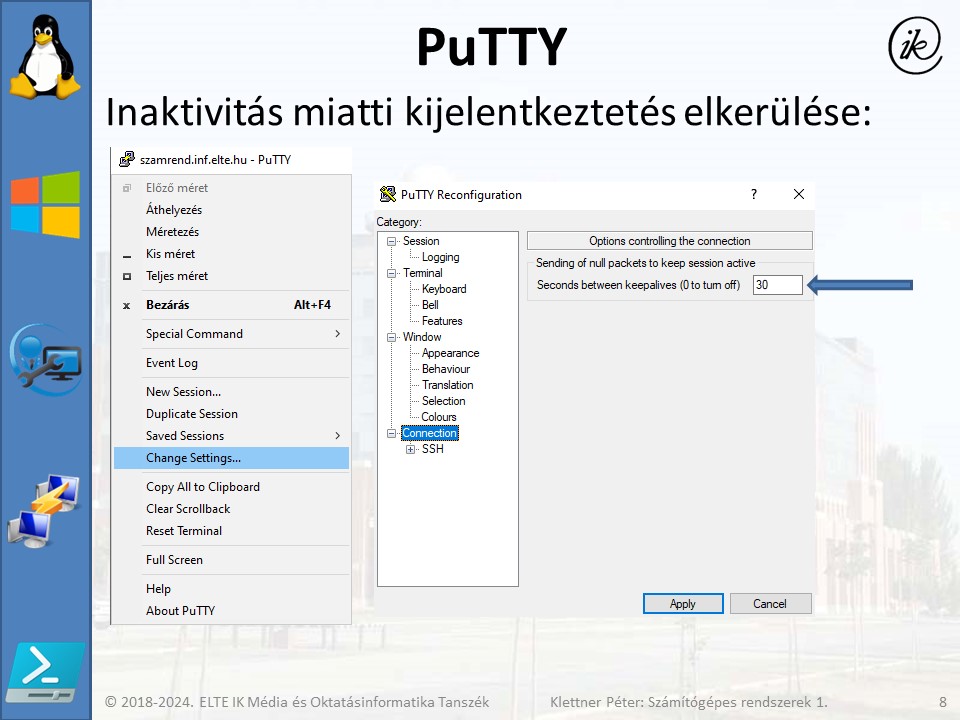 PuTTY
ik
Inaktivitás miatti kijelentkeztetés elkerülése:
szamrend.inf.elte.hu - PuTTY
Előző méret
Áthelyezés
Méretezés
Kis méret
Teljes méret
Bezárás Alt+F4
Special Command
Event Log
New Session...
Duplicate Session
Saved Sessions
Change Settings...
Copy All to Clipboard
Clear Scrollback
Reset Terminal
Full Screen
Help
About PuTTY
PuTTY Reconfiguration ?
Category:
Session
Logging
Terminal
Keyboard
Bell
Features
Window
Appearance
Behaviour
Translation
Selection
Colours
Connection
SSH
Options controlling the connection
Sending of null packets to keep session active
Seconds between keepalives (0 to turn off) 30
Apply Cancel
© 2018-2024. ELTE IK Média és Oktatásinformatika Tanszék Klettner Péter: Számítógépes rendszerek 1. 8